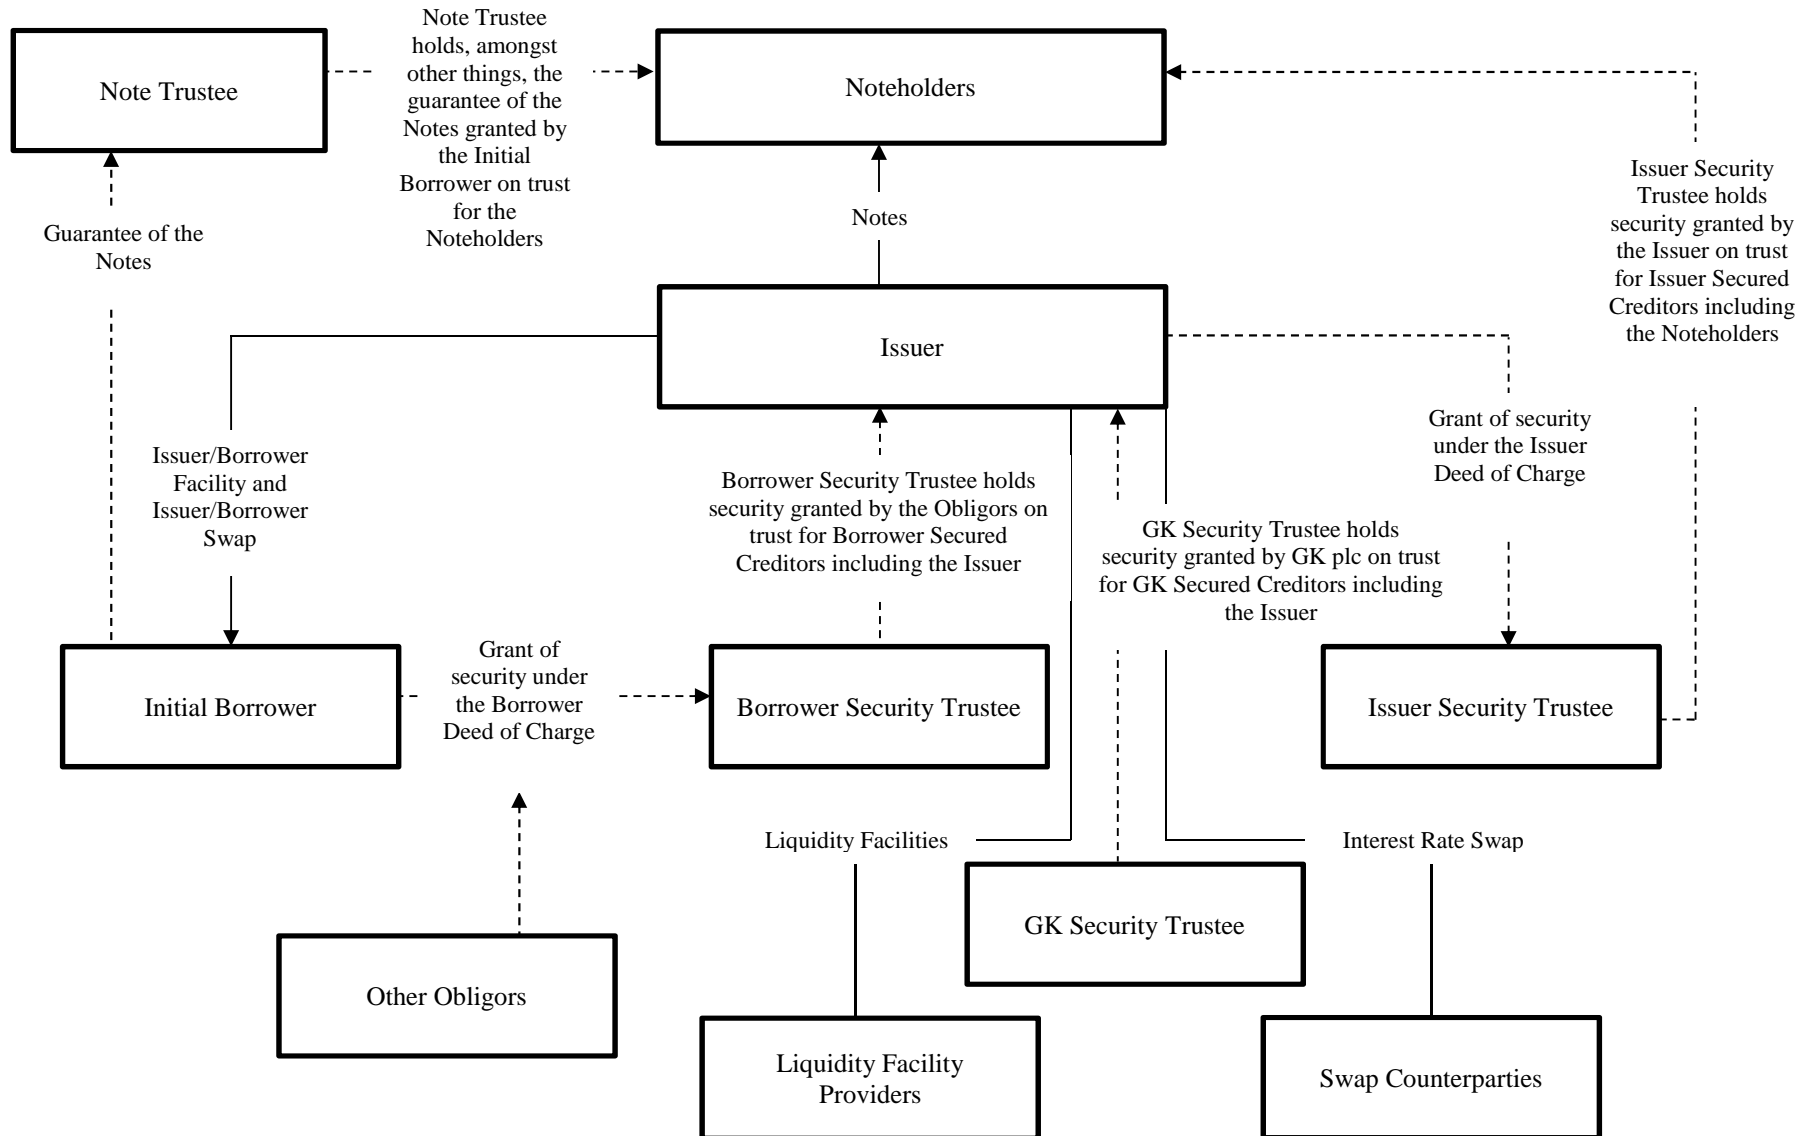 Note Trustee
Note Trustee
holds, amongst
other things, the
guarantee of the
Notes granted by
the Initial
Borrower on trust
for the
Noteholders
Noteholders
Guarantee of the
Notes
Notes
Issuer Security
Trustee holds
security granted by
the Issuer on trust
for Issuer Secured
Creditors including
the Noteholders
Issuer
Issuer/Borrower
Facility and
Issuer/Borrower
Swap
Borrower Security Trustee holds
security granted by the Obligors on
trust for Borrower Secured
Creditors including the Issuer
GK Security Trustee holds
security granted by GK plc on trust
for GK Secured Creditors including
the Issuer
Grant of security
under the Issuer
Deed of Charge
Initial Borrower
Grant of
security under
the Borrower
Deed of Charge
Borrower Security Trustee
Issuer Security Trustee
Liquidity Facilities
Interest Rate Swap
GK Security Trustee
Other Obligors
Liquidity Facility
Providers
Swap Counterparties